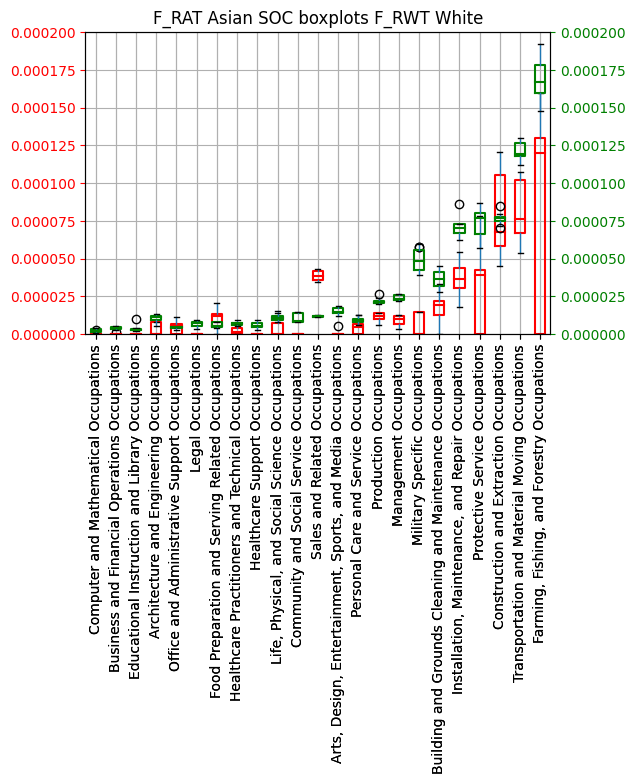 F_RAT Asian SOC boxplots F_RWT White
0.000200 0.000200
0.000175 0.000175
0.000150 0.000150
0.000125 0.000125
0.000100 0.000100
0.000075 0.000075
0.000050 0.000050
0.000025 0.000025
0.000000 0.000000
Computer and Mathematical Occupations
Business and Financial Operations Occupations
Educational Instruction and Library Occupations
Architecture and Engineering Occupations
Office and Administrative Support Occupations
Legal Occupations
Food Preparation and Serving Related Occupations
Healthcare Practitioners and Technical Occupations
Healthcare Support Occupations
Life, Physical, and Social Science Occupations
Community and Social Service Occupations
Sales and Related Occupations
Arts, Design, Entertainment, Sports, and Media Occupations
Personal Care and Service Occupations
Production Occupations
Management Occupations
Military Specific Occupations
Building and Grounds Cleaning and Maintenance Occupations
Installation, Maintenance, and Repair Occupations
Protective Service Occupations
Construction and Extraction Occupations
Transportation and Material Moving Occupations
Farming, Fishing, and Forestry Occupations